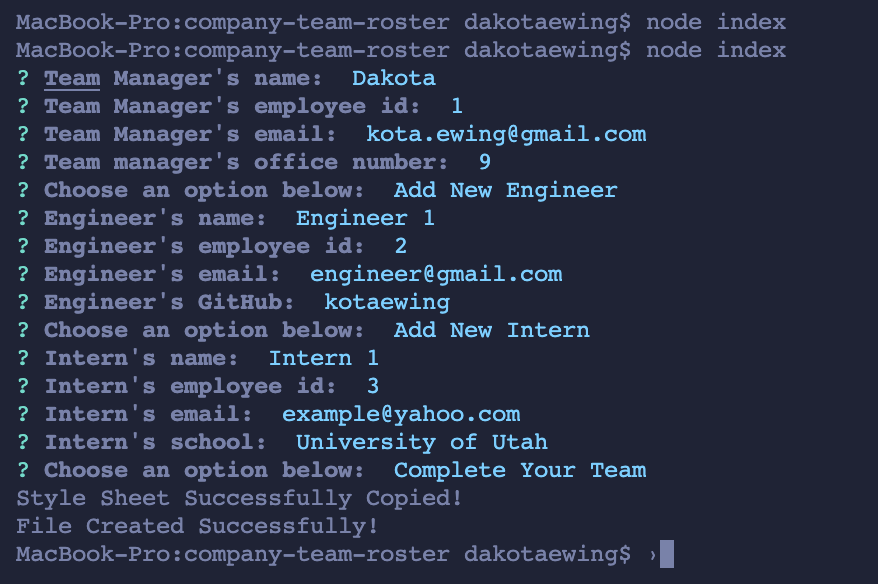 MacBook-Pro:company-team-roster dakotaewing$ node index
MacBook-Pro:company-team-roster dakotaewing$ node index
? Team Manager's name:  Dakota
? Team Manager's employee id:  1
? Team Manager's email:  kota.ewing@gmail.com
? Team manager's office number:  9
? Choose an option below:  Add New Engineer
? Engineer's name:  Engineer 1
? Engineer's employee id:  2
? Engineer's email:  engineer@gmail.com
? Engineer's GitHub:  kotaewing
? Choose an option below:  Add New Intern
? Intern's name:  Intern 1
? Intern's employee id:  3
? Intern's email:  example@yahoo.com
? Intern's school:  University of Utah
? Choose an option below:  Complete Your Team
Style Sheet Successfully Copied!
File Created Successfully!
MacBook-Pro:company-team-roster dakotaewing$ ›